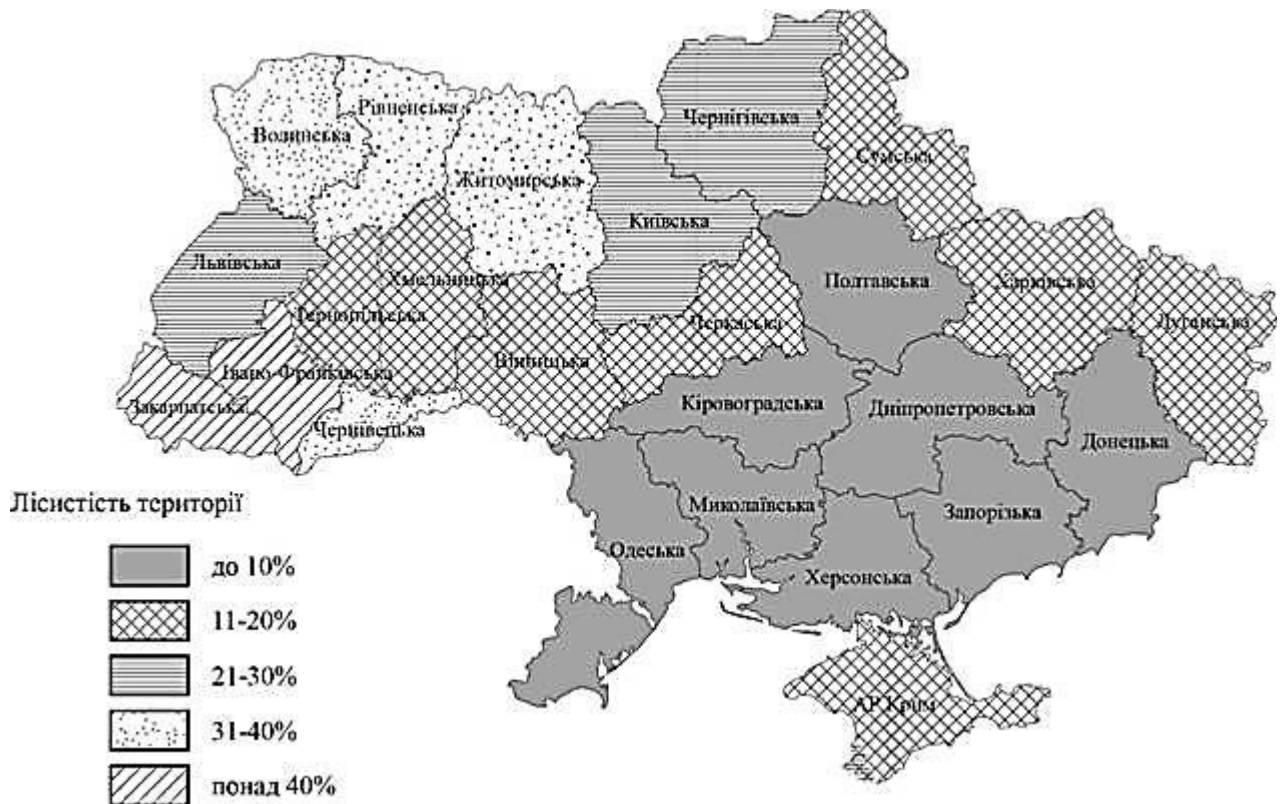 Чернігівська
Сумська
Рівненська
Волинська
Житомирська
Київська
Львівська
Хмельницька
Полтавська
Харківська
Тернопільська
Черкаська
Луганська
Вінницька
Івано-Франківська
Закарпатська
Чернівецька
Кіровоградська
Дніпропетровська
Донецька
Миколаївська
Запорізька
Одеська
Херсонська
АР Крим
Лісистість території
до 10%
11-20%
21-30%
31-40%
понад 40%